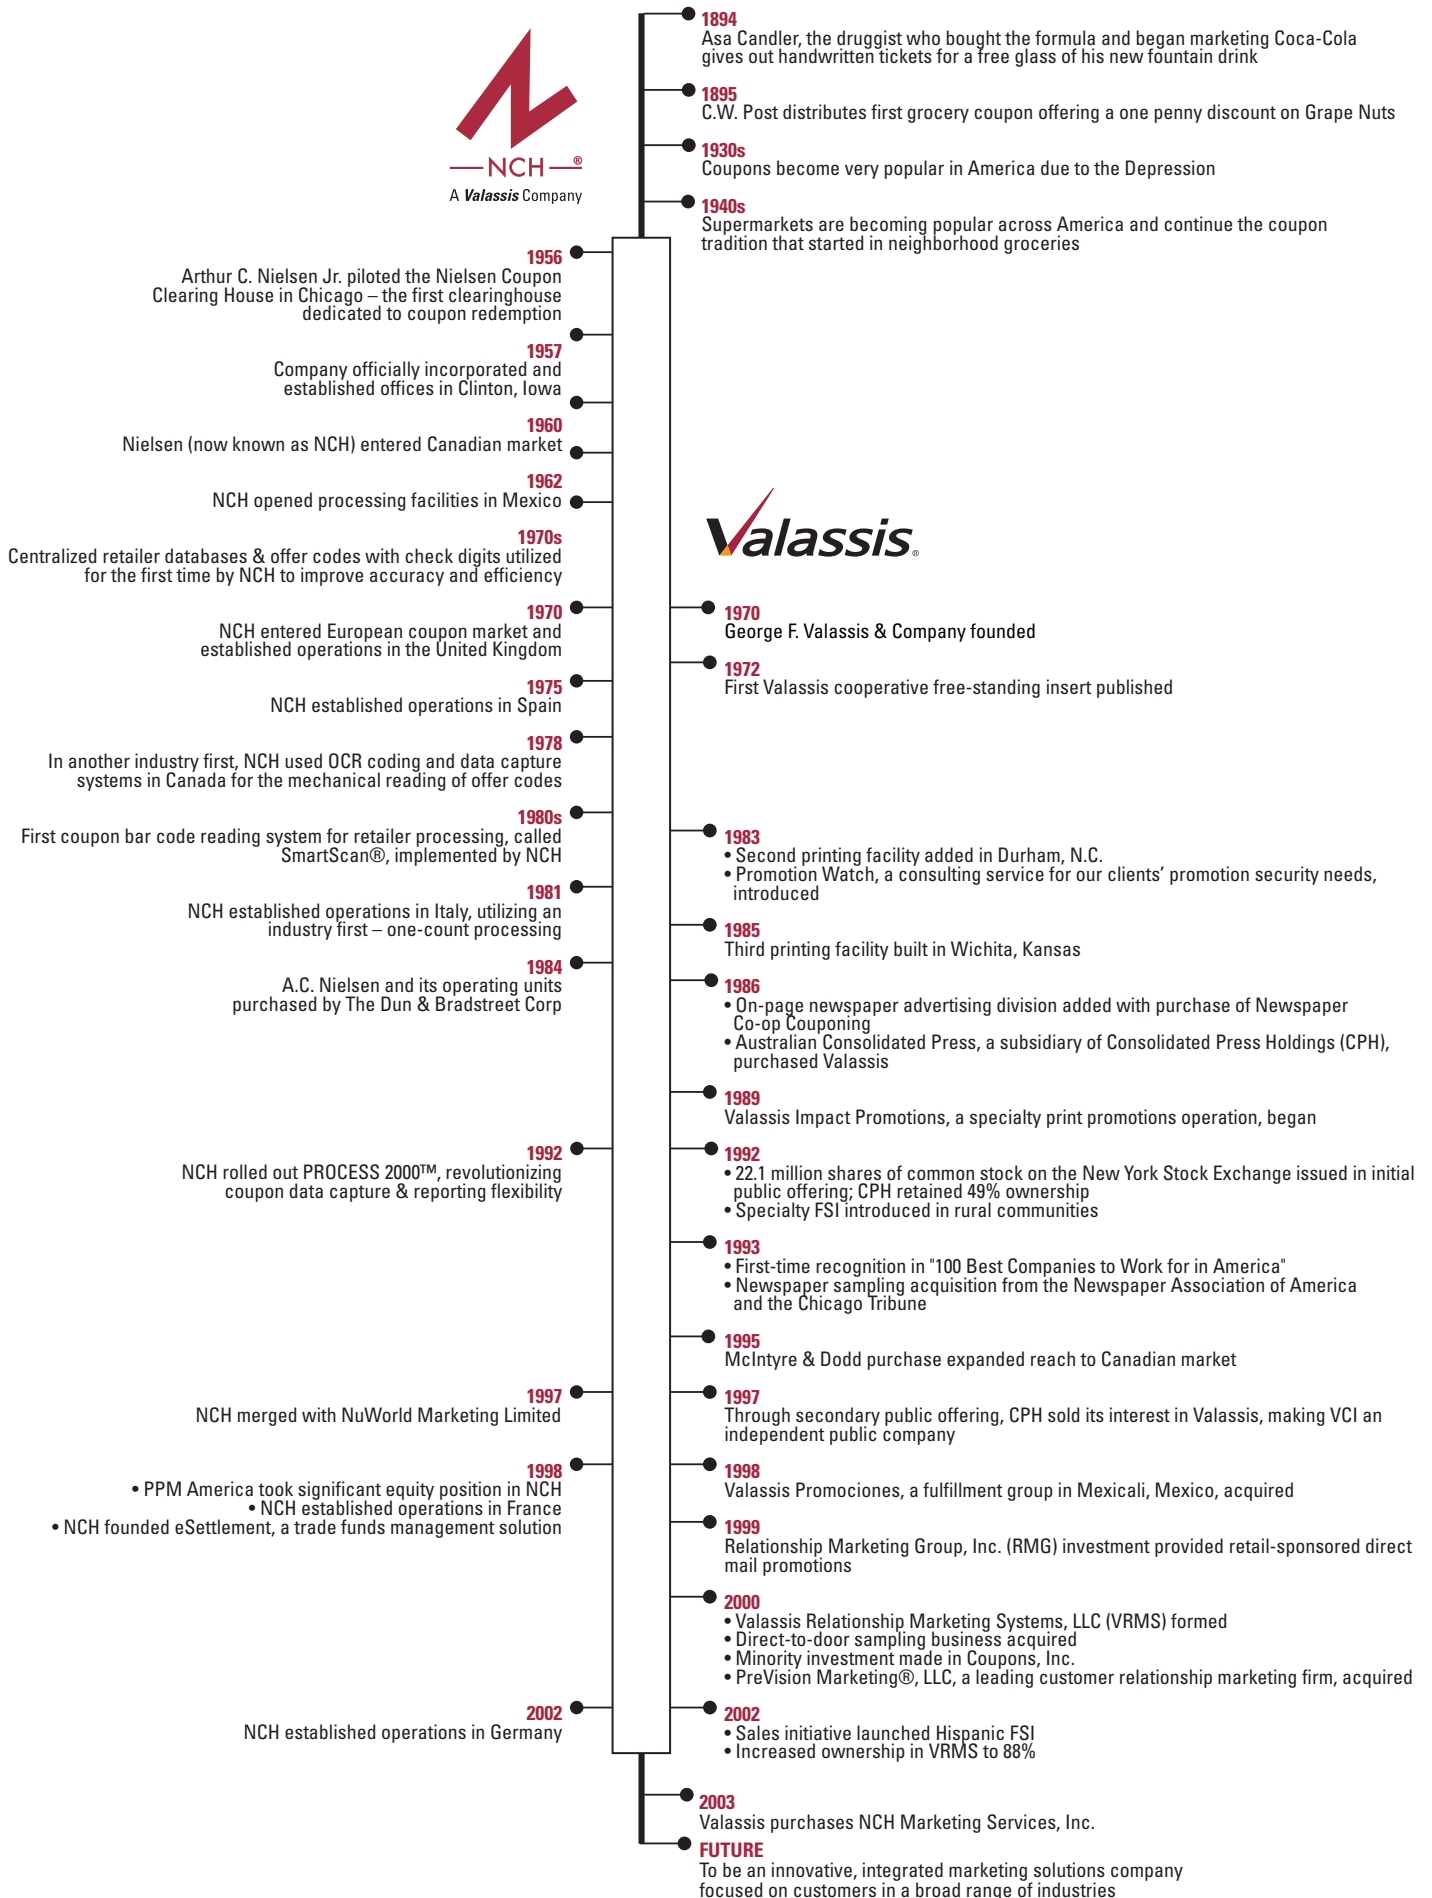 1894
Asa Candler, the druggist who bought the formula and began marketing Coca-Cola
gives out handwritten tickets for a free glass of his new fountain drink
1895
C.W. Post distributes first grocery coupon offering a one penny discount on Grape Nuts
1930s
Coupons become very popular in America due to the Depression
1940s
Supermarkets are becoming popular across America and continue the coupon
tradition that started in neighborhood groceries
NCH®
A Valassis Company
1956
Arthur C. Nielsen Jr. piloted the Nielsen Coupon
Clearing House in Chicago – the first clearinghouse
dedicated to coupon redemption
1957
Company officially incorporated and
established offices in Clinton, Iowa
1960
Nielsen (now known as NCH) entered Canadian market
1962
NCH opened processing facilities in Mexico
1970s
Centralized retailer databases & offer codes with check digits utilized
for the first time by NCH to improve accuracy and efficiency
1970
NCH entered European coupon market and
established operations in the United Kingdom
1975
NCH established operations in Spain
1978
In another industry first, NCH used OCR coding and data capture
systems in Canada for the mechanical reading of offer codes
1980s
First coupon bar code reading system for retailer processing, called
SmartScan®, implemented by NCH
1981
NCH established operations in Italy, utilizing an
industry first – one-count processing
1984
A.C. Nielsen and its operating units
purchased by The Dun & Bradstreet Corp
1992
NCH rolled out PROCESS 2000™, revolutionizing
coupon data capture & reporting flexibility
1997
NCH merged with NuWorld Marketing Limited
1998
• PPM America took significant equity position in NCH
• NCH established operations in France
• NCH founded eSettlement, a trade funds management solution
2002
NCH established operations in Germany
Valassis®
1970
George F. Valassis & Company founded
1972
First Valassis cooperative free-standing insert published
1983
• Second printing facility added in Durham, N.C.
• Promotion Watch, a consulting service for our clients' promotion security needs,
introduced
1985
Third printing facility built in Wichita, Kansas
1986
• On-page newspaper advertising division added with purchase of Newspaper
Co-op Couponing
• Australian Consolidated Press, a subsidiary of Consolidated Press Holdings (CPH),
purchased Valassis
1989
Valassis Impact Promotions, a specialty print promotions operation, began
1992
• 22.1 million shares of common stock on the New York Stock Exchange issued in initial
public offering; CPH retained 49% ownership
• Specialty FSI introduced in rural communities
1993
• First-time recognition in "100 Best Companies to Work for in America"
• Newspaper sampling acquisition from the Newspaper Association of America
and the Chicago Tribune
1995
McIntyre & Dodd purchase expanded reach to Canadian market
1997
Through secondary public offering, CPH sold its interest in Valassis, making VCI an
independent public company
1998
Valassis Promociones, a fulfillment group in Mexicali, Mexico, acquired
1999
Relationship Marketing Group, Inc. (RMG) investment provided retail-sponsored direct
mail promotions
2000
• Valassis Relationship Marketing Systems, LLC (VRMS) formed
• Direct-to-door sampling business acquired
• Minority investment made in Coupons, Inc.
• PreVision Marketing®, LLC, a leading customer relationship marketing firm, acquired
2002
• Sales initiative launched Hispanic FSI
• Increased ownership in VRMS to 88%
2003
Valassis purchases NCH Marketing Services, Inc.
FUTURE
To be an innovative, integrated marketing solutions company
focused on customers in a broad range of industries